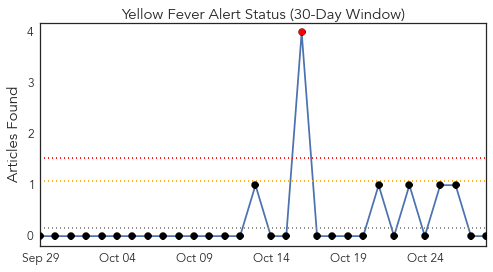 Yellow Fever Alert Status (30-Day Window)
Articles Found
4
3
2
1
0
Sep 29 Oct 04 Oct 09 Oct 14 Oct 19 Oct 24